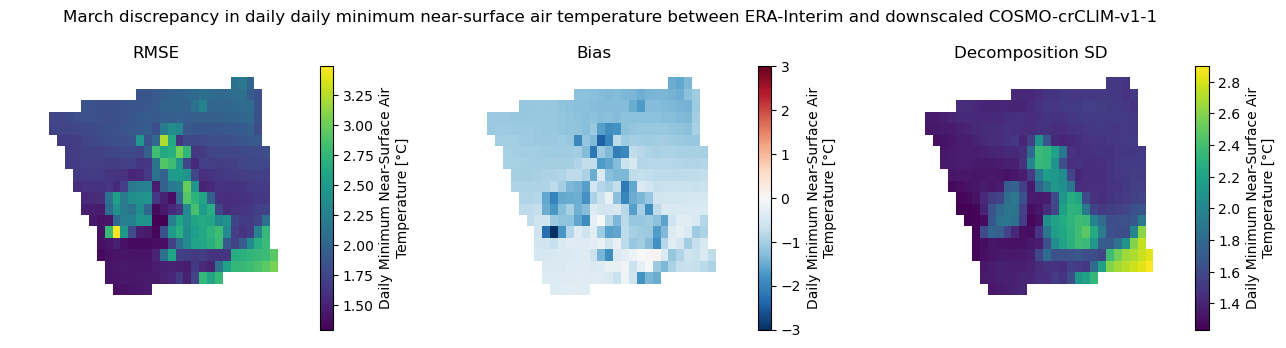 March discrepancy in daily daily minimum near-surface air temperature between ERA-Interim and downscaled COSMO-crCLIM-v1-1
RMSE
3.25
3.00
2.75
2.50
2.25
2.00
1.75
1.50
Daily Minimum Near-Surface Air
Temperature [°C]
Bias
3
2
1
0
−1
−2
−3
Daily Minimum Near-Surface Air
Temperature [°C]
Decomposition SD
2.8
2.6
2.4
2.2
2.0
1.8
1.6
1.4
Daily Minimum Near-Surface Air
Temperature [°C]